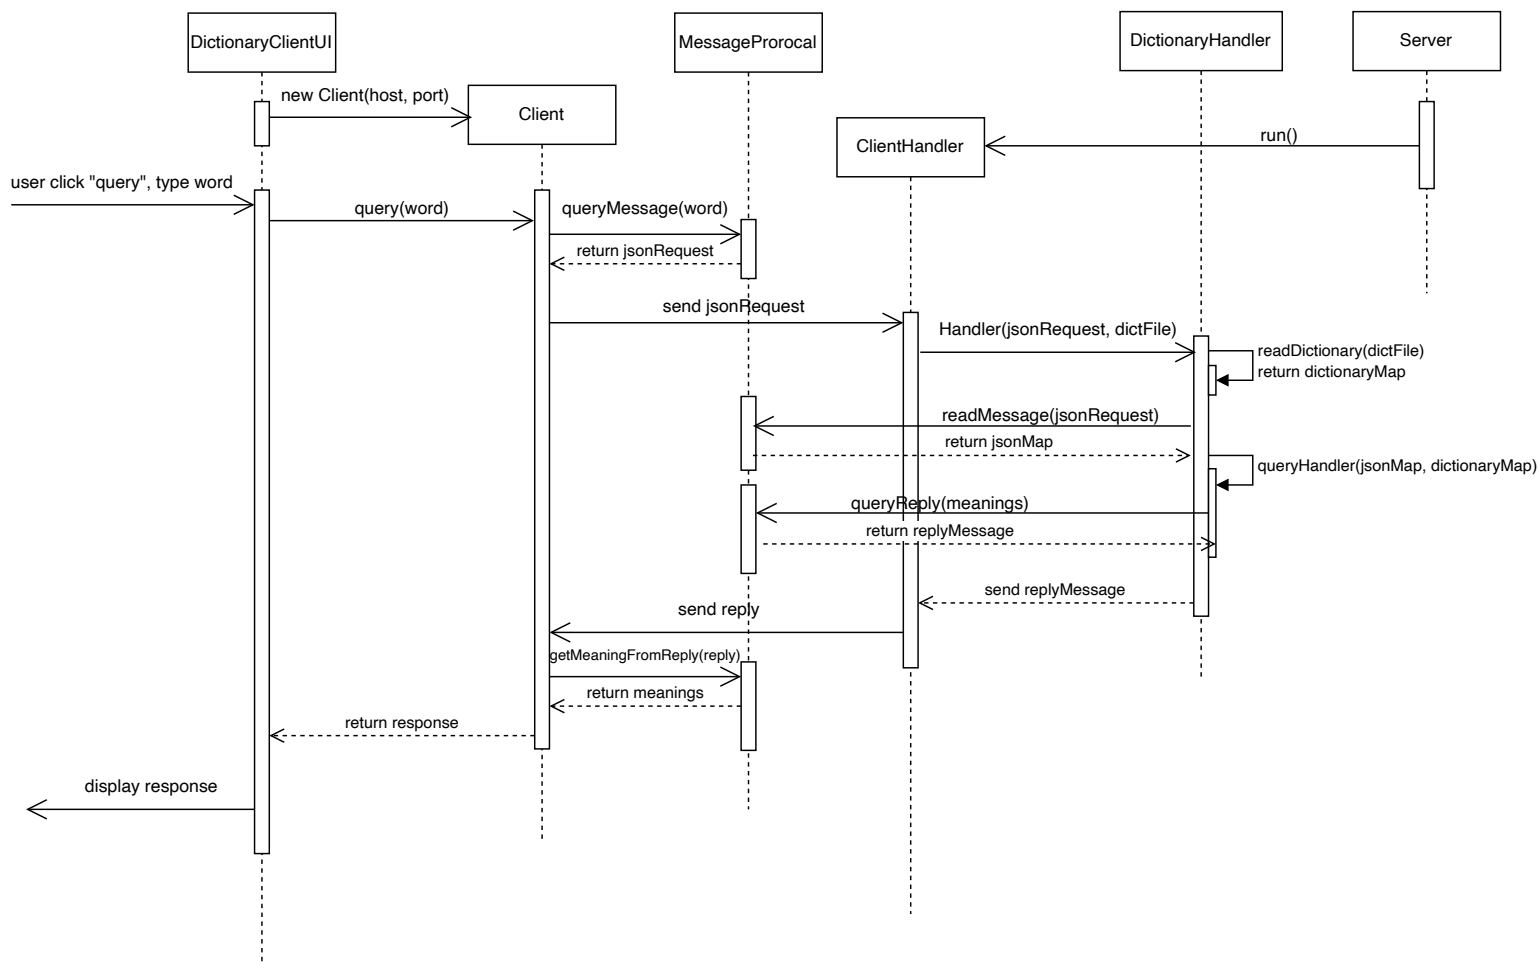 DictionaryClientUI
MessageProrocal
DictionaryHandler
Server
new Client(host, port)
Client
ClientHandler
run()
user click "query", type word
query(word)
queryMessage(word)
return jsonRequest
send jsonRequest
Handler(jsonRequest, dictFile)
readDictionary(dictFile)
return dictionaryMap
readMessage(jsonRequest)
return jsonMap
queryHandler(jsonMap, dictionaryMap)
queryReply(meanings)
return replyMessage
send replyMessage
send reply
getMeaningFromReply(reply)
return meanings
return response
display response